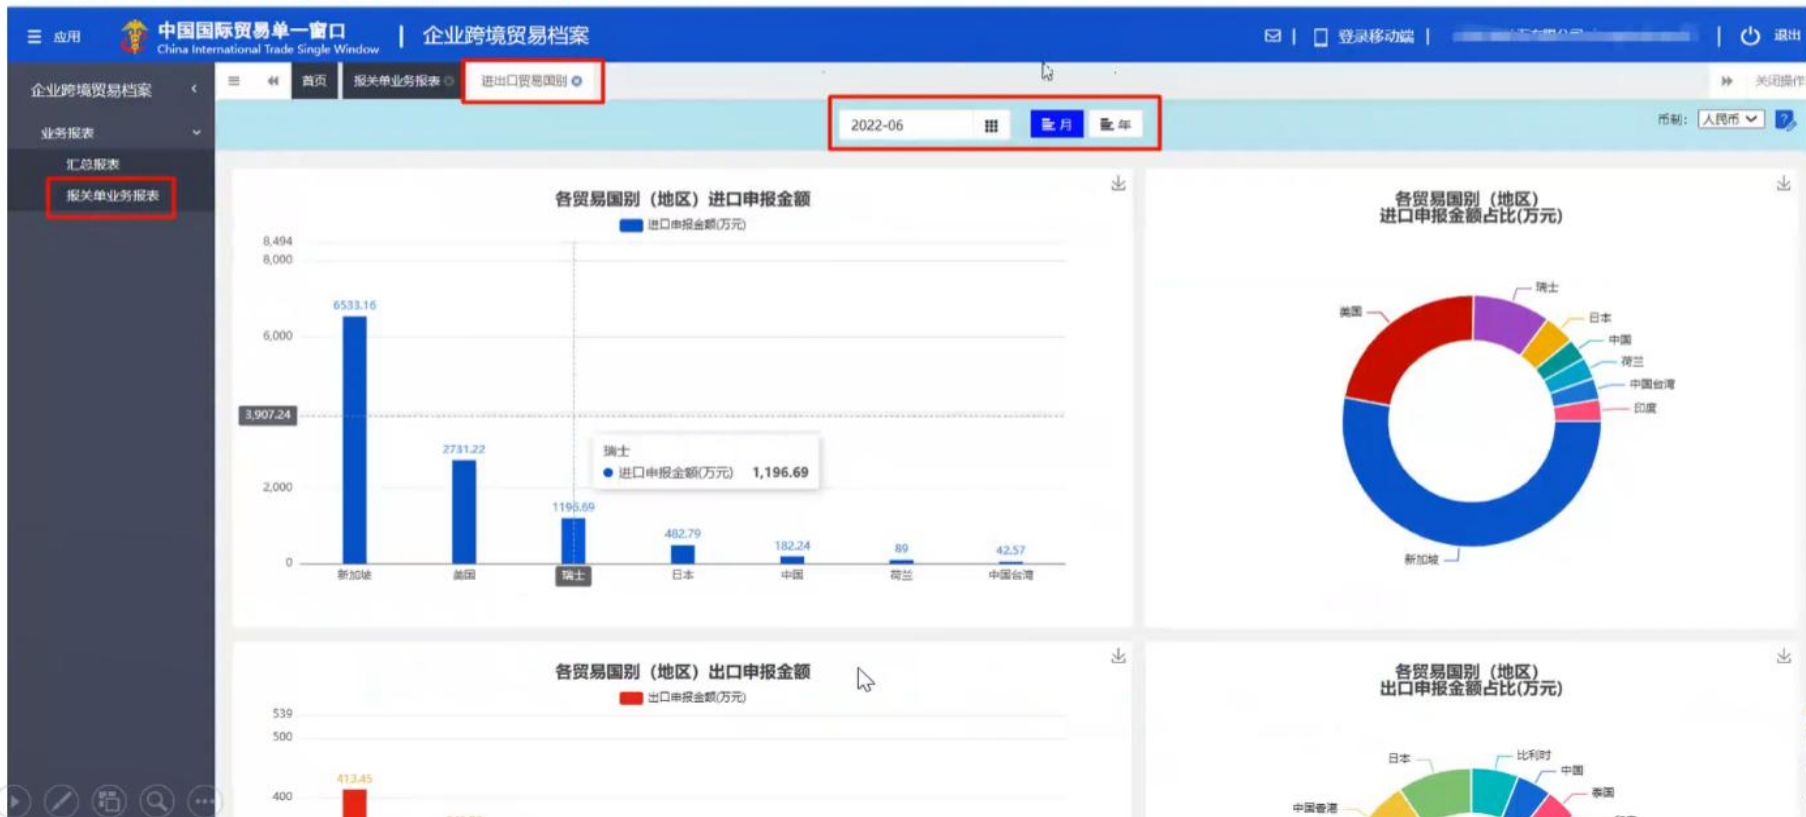 应用
中国国际贸易单一窗口
China International Trade Single Window
企业跨境贸易档案
登录移动端
退出
企业跨境贸易档案
首页
报关单业务报表
进出口贸易国别
关闭操作
业务报表
汇总报表
报关单业务报表
2022-06
月
年
币制: 人民币
?
各贸易国别（地区）进口申报金额
进口申报金额(万元)
8,494
8,000
6,000
3,907.24
2,000
0
6533.16
2731.22
1196.69
482.79
182.24
89
42.57
瑞士
进口申报金额(万元) 1,196.69
新加坡
美国
瑞士
日本
中国
荷兰
中国台湾
各贸易国别（地区）
进口申报金额占比(万元)
瑞士
美国
日本
中国
荷兰
中国台湾
印度
新加坡
各贸易国别（地区）出口申报金额
出口申报金额(万元)
539
500
400
413.45
各贸易国别（地区）
出口申报金额占比(万元)
日本
比利时
中国
泰国
中国香港